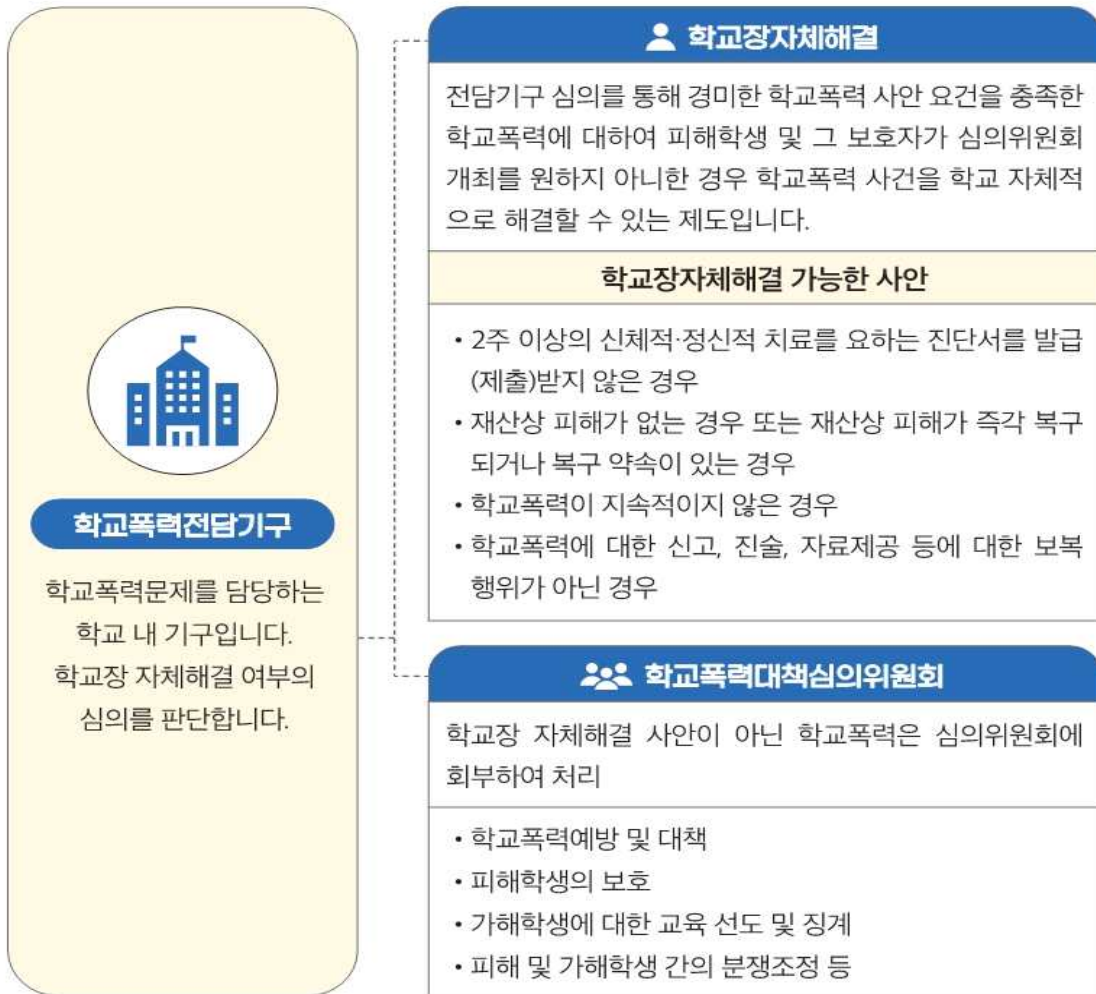 학교폭력전담기구
학교폭력문제를 담당하는
학교 내 기구입니다.
학교장 자체해결 여부의
심의를 판단합니다.
학교장자체해결
전담기구 심의를 통해 경미한 학교폭력 사안 요건을 충족한
학교폭력에 대하여 피해학생 및 그 보호자가 심의위원회
개최를 원하지 아니한 경우 학교폭력 사건을 학교 자체적
으로 해결할 수 있는 제도입니다.
학교장자체해결 가능한 사안
• 2주 이상의 신체적·정신적 치료를 요하는 진단서를 발급
(제출)받지 않은 경우
• 재산상 피해가 없는 경우 또는 재산상 피해가 즉각 복구
되거나 복구 약속이 있는 경우
• 학교폭력이 지속적이지 않은 경우
• 학교폭력에 대한 신고, 진술, 자료제공 등에 대한 보복
행위가 아닌 경우
학교폭력대책심의위원회
학교장 자체해결 사안이 아닌 학교폭력은 심의위원회에
회부하여 처리
• 학교폭력예방 및 대책
• 피해학생의 보호
• 가해학생에 대한 교육 선도 및 징계
• 피해 및 가해학생 간의 분쟁조정 등